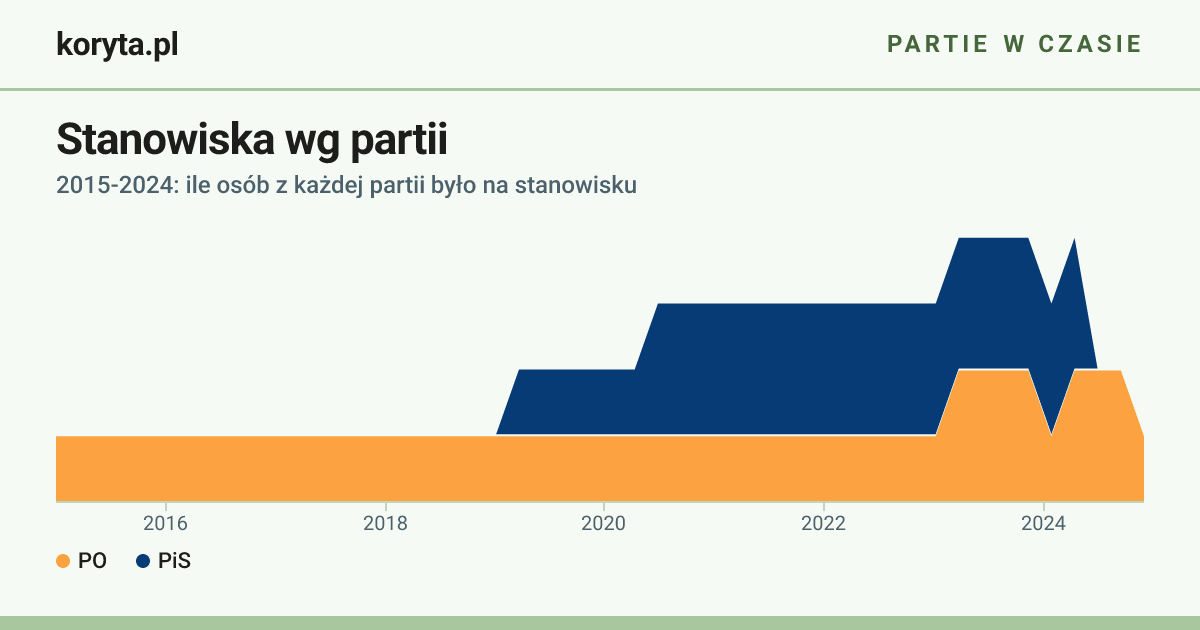 koryta.pl
PARTIE W CZASIE
Stanowiska wg partii
2015-2024: ile osób z każdej partii było na stanowisku
2016 2018 2020 2022 2024
PO PiS